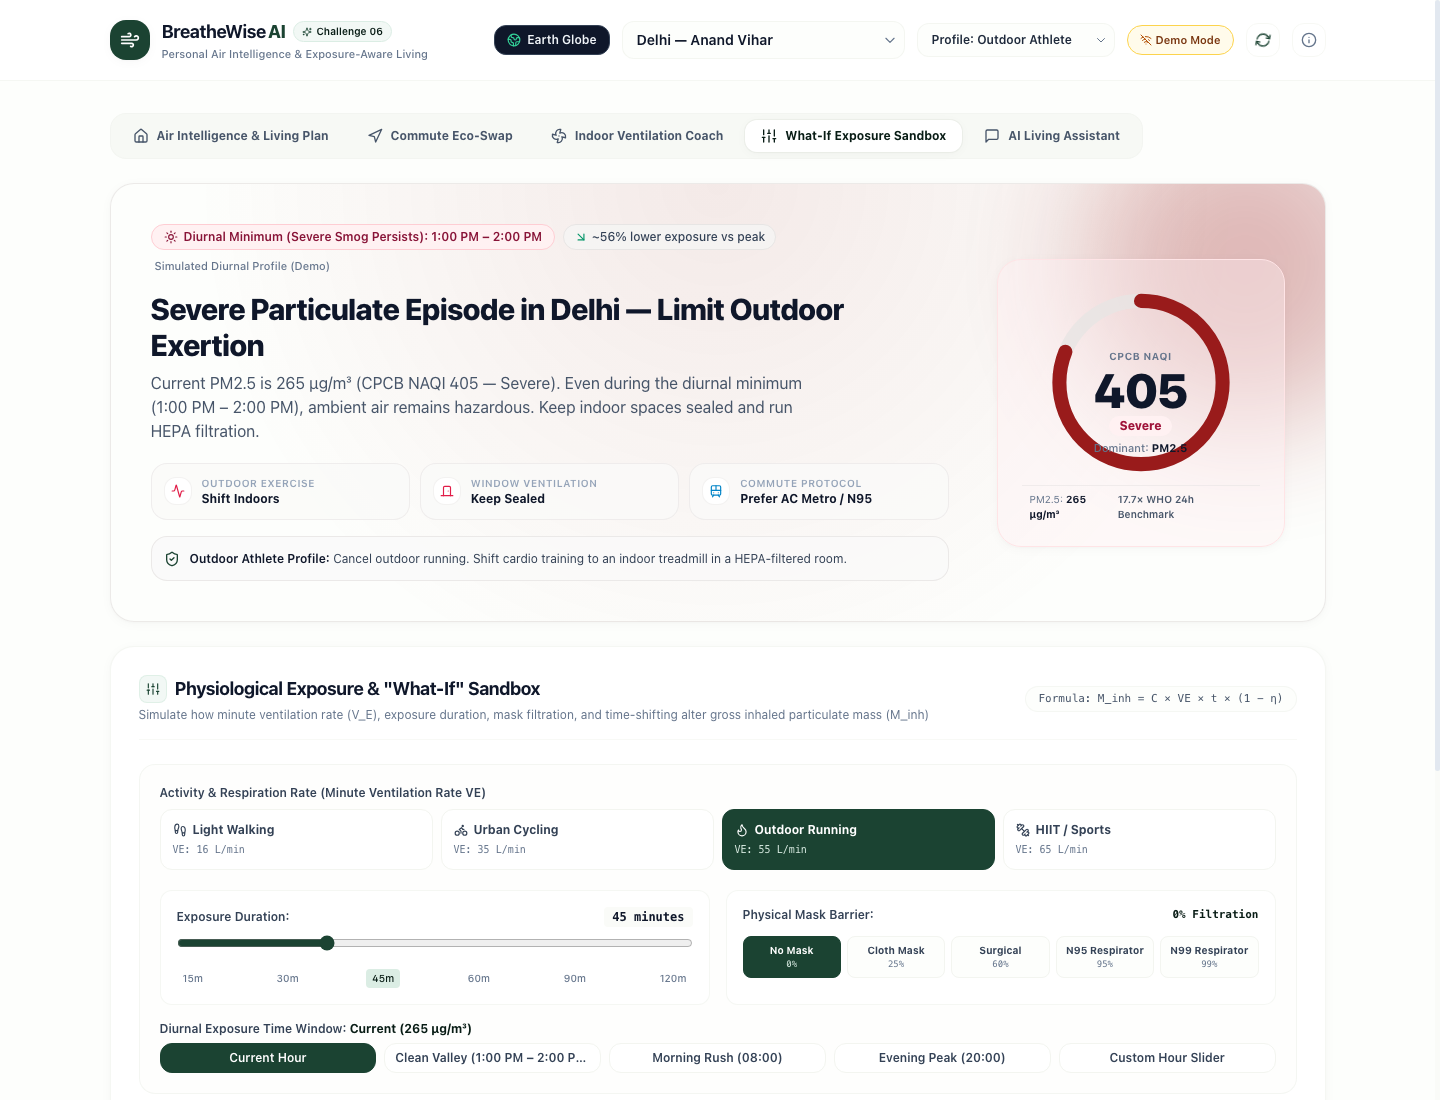 BreatheWise AI
Challenge 06
Personal Air Intelligence & Exposure-Aware Living
Earth Globe
Delhi — Anand Vihar
Profile: Outdoor Athlete
Demo Mode
Air Intelligence & Living Plan
Commute Eco-Swap
Indoor Ventilation Coach
What-If Exposure Sandbox
AI Living Assistant
Diurnal Minimum (Severe Smog Persists): 1:00 PM – 2:00 PM
~56% lower exposure vs peak
Simulated Diurnal Profile (Demo)
Severe Particulate Episode in Delhi — Limit Outdoor
Exertion
Current PM2.5 is 265 µg/m³ (CPCB NAQI 405 — Severe). Even during the diurnal minimum
(1:00 PM – 2:00 PM), ambient air remains hazardous. Keep indoor spaces sealed and run
HEPA filtration.
OUTDOOR EXERCISE
Shift Indoors
WINDOW VENTILATION
Keep Sealed
COMMUTE PROTOCOL
Prefer AC Metro / N95
Outdoor Athlete Profile: Cancel outdoor running. Shift cardio training to an indoor treadmill in a HEPA-filtered room.
CPCB NAQI
405
Severe
Dominant: PM2.5
PM2.5: 265
µg/m³
17.7× WHO 24h
Benchmark
Physiological Exposure & "What-If" Sandbox
Simulate how minute ventilation rate (V_E), exposure duration, mask filtration, and time-shifting alter gross inhaled particulate mass (M_inh)
Formula: M_inh = C × VE × t × (1 − η)
Activity & Respiration Rate (Minute Ventilation Rate VE)
Light Walking
VE: 16 L/min
Urban Cycling
VE: 35 L/min
Outdoor Running
VE: 55 L/min
HIIT / Sports
VE: 65 L/min
Exposure Duration:
45 minutes
15m
30m
45m
60m
90m
120m
Physical Mask Barrier:
0% Filtration
No Mask
0%
Cloth Mask
25%
Surgical
60%
N95 Respirator
95%
N99 Respirator
99%
Diurnal Exposure Time Window: Current (265 µg/m³)
Current Hour
Clean Valley (1:00 PM – 2:00 P...
Morning Rush (08:00)
Evening Peak (20:00)
Custom Hour Slider